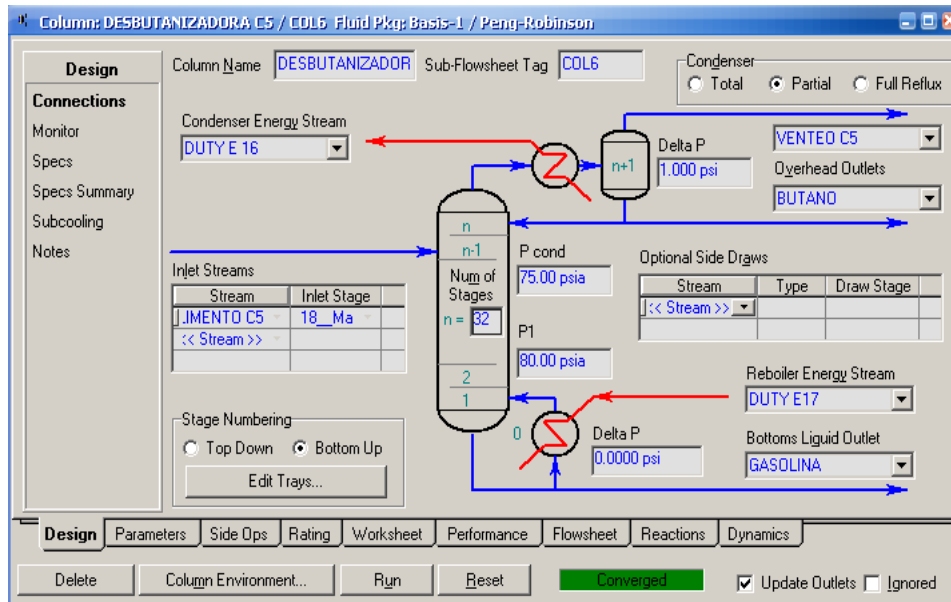 Column: DESBUTANIZADORA C5 / COL6 Fluid Pkg: Basis-1 / Peng-Robinson
Design
Connections
Monitor
Specs
Specs Summary
Subcooling
Notes
Column Name DESBUTANIZADOR Sub-Flowsheet Tag COL6
Condenser
Total Partial Full Reflux
Condenser Energy Stream
DUTY E 16
n+1
Delta P
1.000 psi
VENTEO C5
Overhead Outlets
BUTANO
n
n-1
Num of
Stages
n = 32
2
1
0
P cond
75.00 psia
P1
80.00 psia
Inlet Streams
Stream Inlet Stage
LIMENTO C5 18__Ma
<< Stream >>
Optional Side Draws
Stream Type Draw Stage
<< Stream >>
Reboiler Energy Stream
DUTY E17
Delta P
0.0000 psi
Bottoms Liquid Outlet
GASOLINA
Stage Numbering
Top Down Bottom Up
Edit Trays...
Design Parameters Side Ops Rating Worksheet Performance Flowsheet Reactions Dynamics
Delete Column Environment... Run Reset Converged Update Outlets Ignored